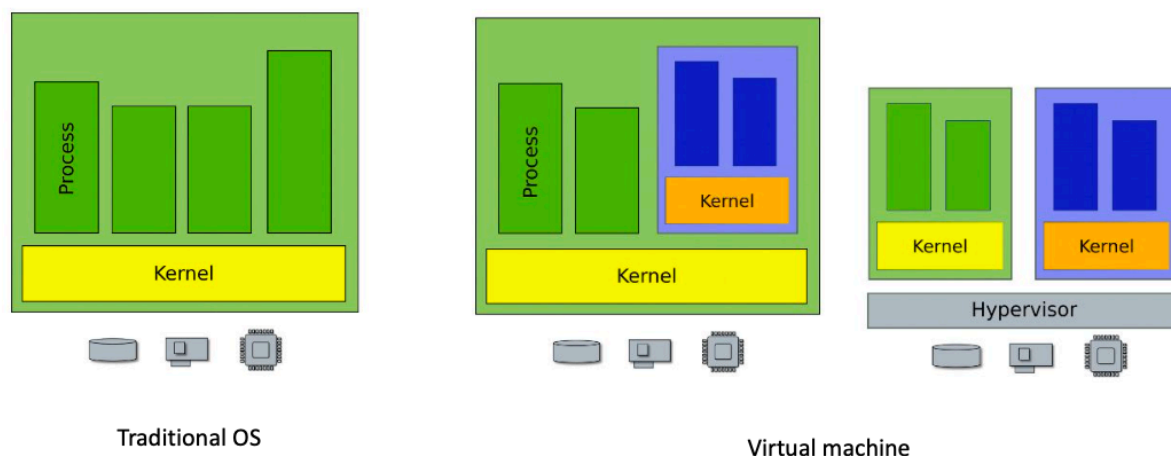 Process
Kernel
Traditional OS
Process
Kernel
Kernel
Kernel
Kernel
Hypervisor
Virtual machine